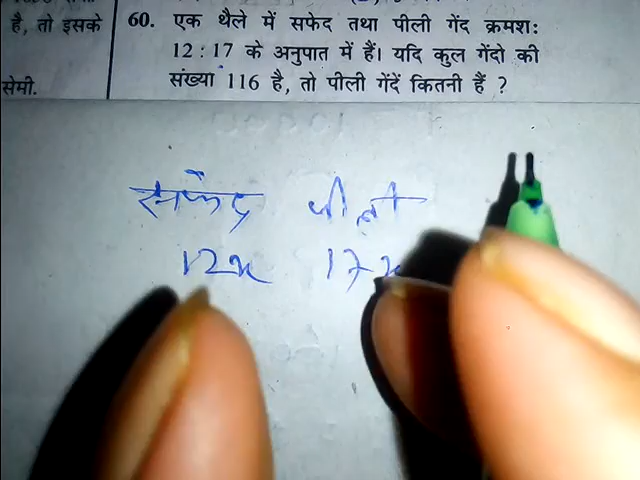 है, तो इसके
सेमी.
60. एक थैले में सफेद तथा पीली गेंद क्रमशः
12 : 17 के अनुपात में हैं। यदि कुल गेंदो की
संख्या 116 है, तो पीली गेंदें कितनी हैं ?
सफेद पीली
12x 17x